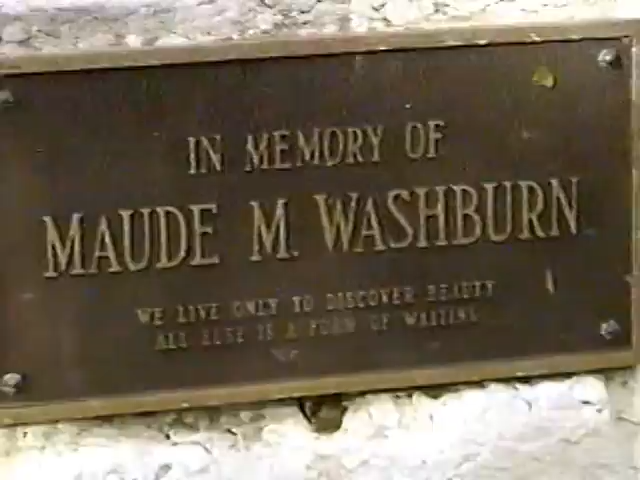 IN MEMORY OF
MAUDE M. WASHBURN
WE LIVE ONLY TO DISCOVER BEAUTY
ALL ELSE IS A FORM OF WAITING